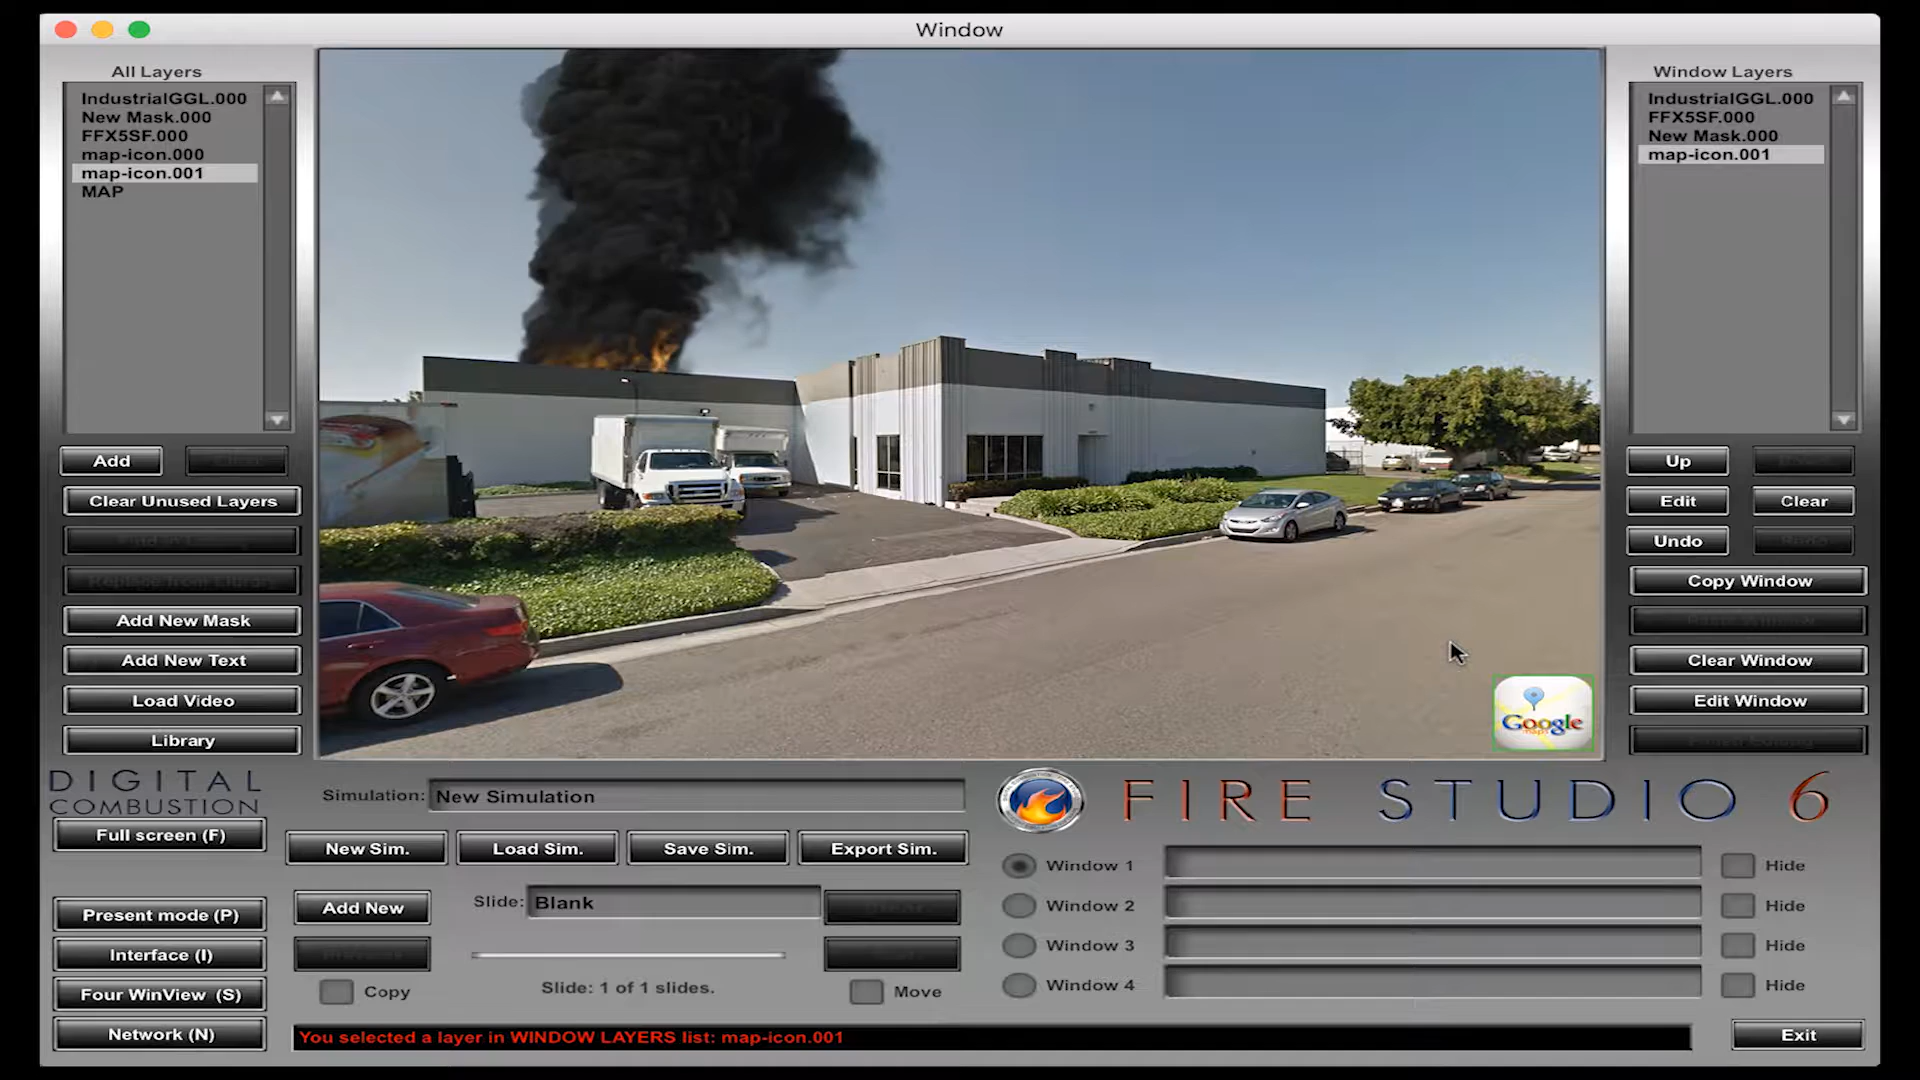 Window
All Layers
IndustrialGGL.000
New Mask.000
FFX5SF.000
map-icon.000
map-icon.001
MAP
Add
Clear Unused Layers
Add New Mask
Add New Text
Load Video
Library
Google
Window Layers
IndustrialGGL.000
FFX5SF.000
New Mask.000
map-icon.001
Up
Edit
Clear
Undo
Copy Window
Clear Window
Edit Window
DIGITAL
COMBUSTION
Full screen (F)
Present mode (P)
Interface (I)
Four WinView (S)
Network (N)
Simulation: New Simulation
New Sim.
Load Sim.
Save Sim.
Export Sim.
Add New
Slide: Blank
Copy
Slide: 1 of 1 slides.
Move
FIRE STUDIO 6
Window 1
Hide
Window 2
Hide
Window 3
Hide
Window 4
Hide
You selected a layer in WINDOW LAYERS list: map-icon.001
Exit